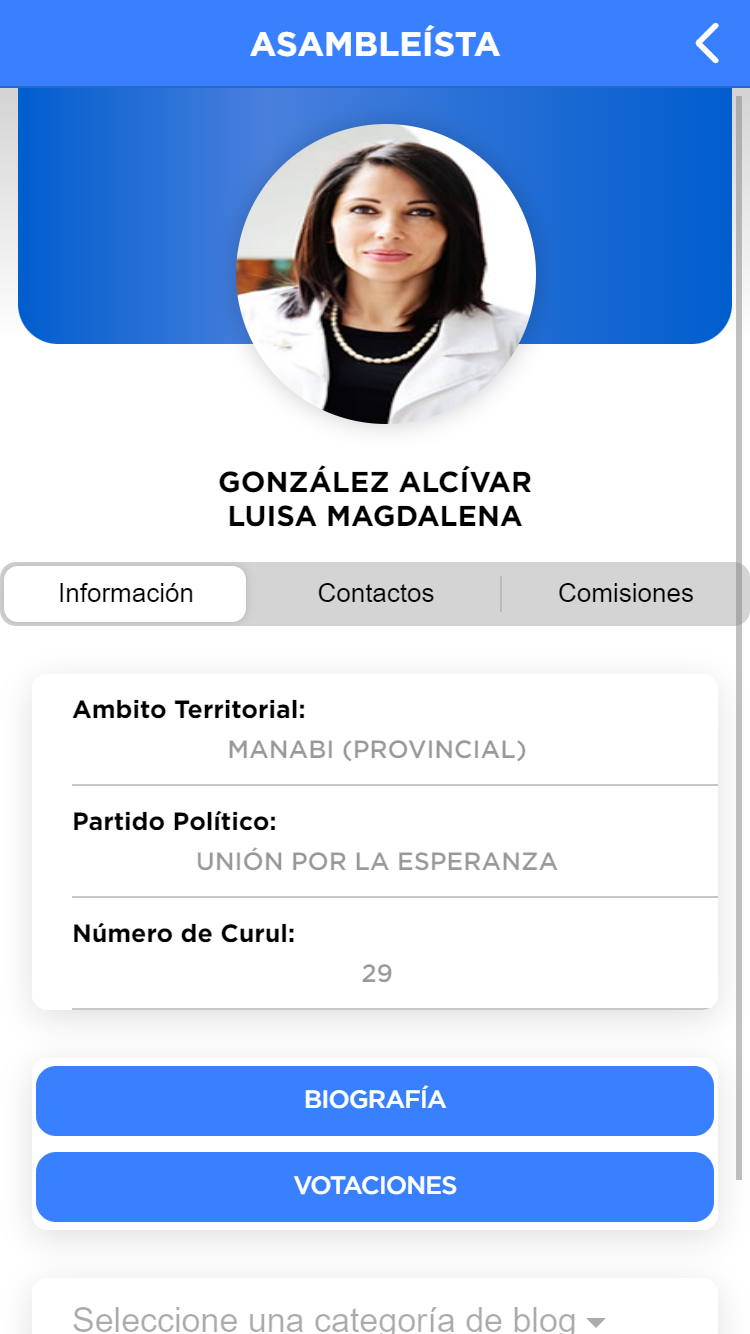 ASAMBLEÍSTA
GONZÁLEZ ALCÍVAR
LUISA MAGDALENA
Información
Contactos
Comisiones
Ambito Territorial:
MANABI (PROVINCIAL)
Partido Político:
UNIÓN POR LA ESPERANZA
Número de Curul:
29
BIOGRAFÍA
VOTACIONES
Seleccione una categoría de blog